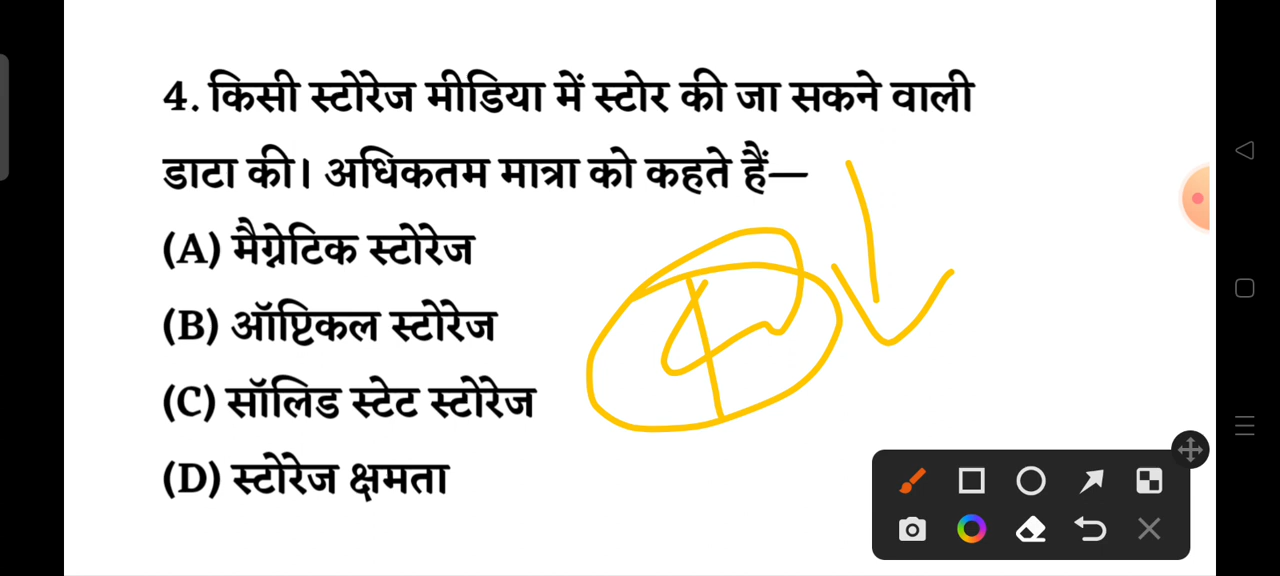 4. किसी स्टोरेज मीडिया में स्टोर की जा सकने वाली
डाटा की। अधिकतम मात्रा को कहते हैं—
(A) मैग्नेटिक स्टोरेज
(B) ऑप्टिकल स्टोरेज
(C) सॉलिड स्टेट स्टोरेज
(D) स्टोरेज क्षमता